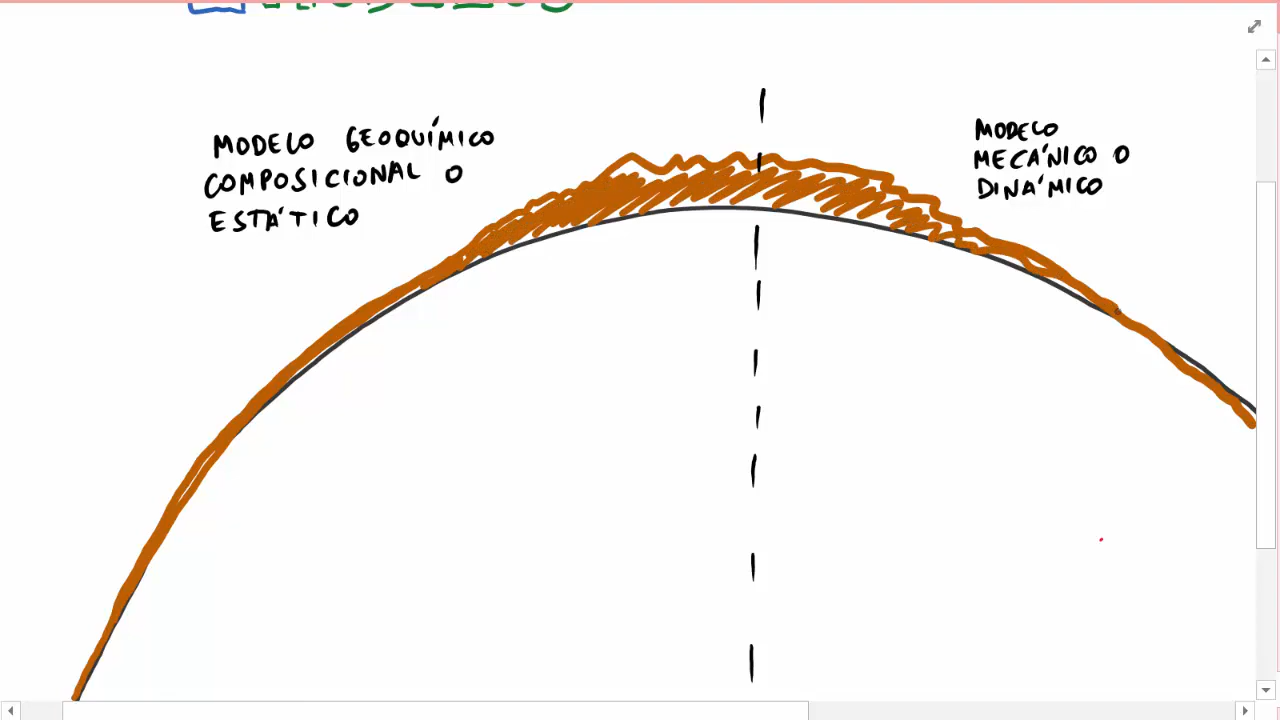 MODELO GEOQUÍMICO
COMPOSICIONAL O
ESTÁTICO
MODELO
MECÁNICO O
DINÁMICO